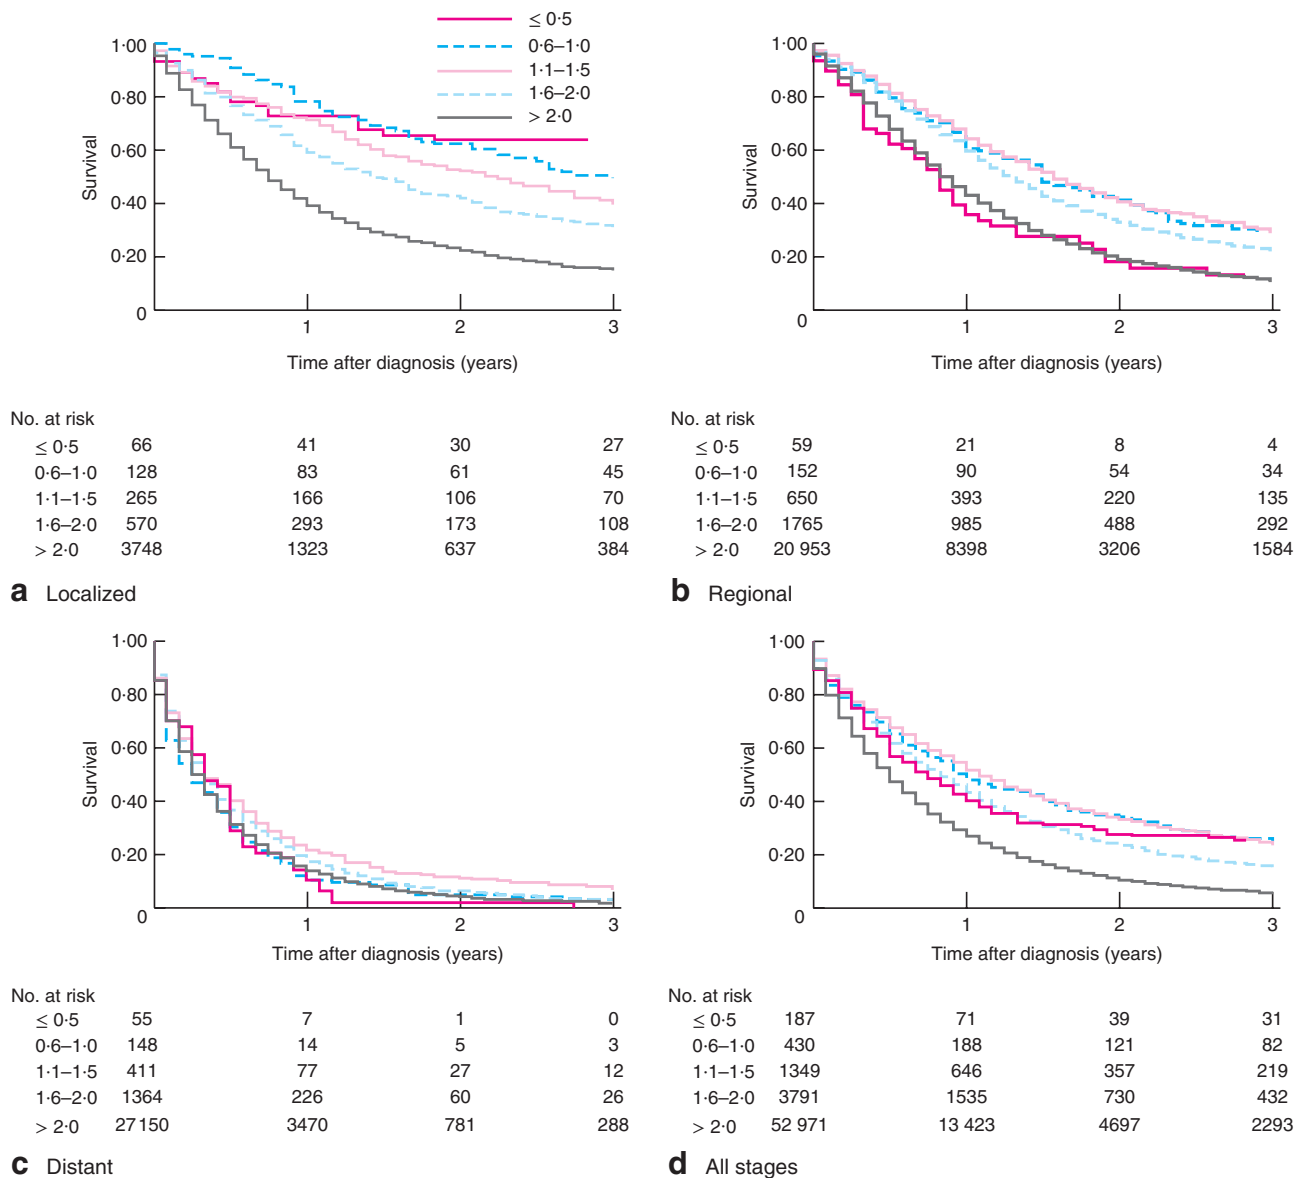 ≤ 0·5
0·6–1·0
1·1–1·5
1·6–2·0
> 2·0
1·00
0·80
0·60
0·40
0·20
0
Survival
1 2 3
Time after diagnosis (years)
No. at risk
≤ 0·5 66 41 30 27
0·6–1·0 128 83 61 45
1·1–1·5 265 166 106 70
1·6–2·0 570 293 173 108
> 2·0 3748 1323 637 384
a Localized
1·00
0·80
0·60
0·40
0·20
0
Survival
1 2 3
Time after diagnosis (years)
No. at risk
≤ 0·5 59 21 8 4
0·6–1·0 152 90 54 34
1·1–1·5 650 393 220 135
1·6–2·0 1765 985 488 292
> 2·0 20 953 8398 3206 1584
b Regional
1·00
0·80
0·60
0·40
0·20
0
Survival
1 2 3
Time after diagnosis (years)
No. at risk
≤ 0·5 55 7 1 0
0·6–1·0 148 14 5 3
1·1–1·5 411 77 27 12
1·6–2·0 1364 226 60 26
> 2·0 27 150 3470 781 288
c Distant
1·00
0·80
0·60
0·40
0·20
0
Survival
1 2 3
Time after diagnosis (years)
No. at risk
≤ 0·5 187 71 39 31
0·6–1·0 430 188 121 82
1·1–1·5 1349 646 357 219
1·6–2·0 3791 1535 730 432
> 2·0 52 971 13 423 4697 2293
d All stages